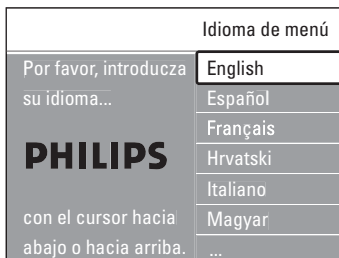 Idioma de menú
Por favor, introduzca
su idioma...
PHILIPS
con el cursor hacia
abajo o hacia arriba.
English
Español
Français
Hrvatski
Italiano
Magyar
...